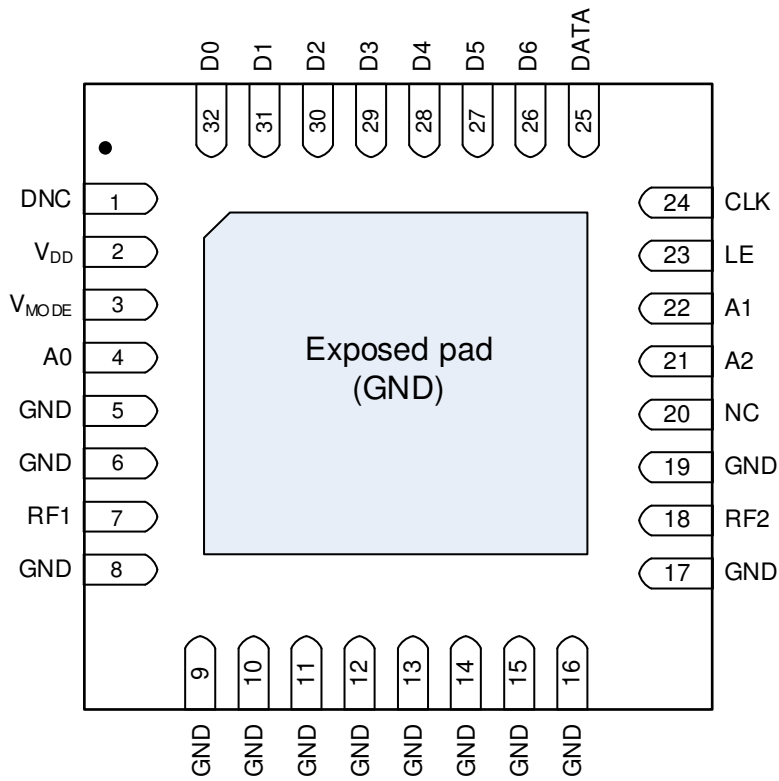 D0 D1 D2 D3 D4 D5 D6 DATA
32 31 30 29 28 27 26 25
DNC 1
VDD 2
VMODE 3
A0 4
GND 5
GND 6
RF1 7
GND 8
24 CLK
23 LE
22 A1
21 A2
20 NC
19 GND
18 RF2
17 GND
Exposed pad
(GND)
9 10 11 12 13 14 15 16
GND GND GND GND GND GND GND GND